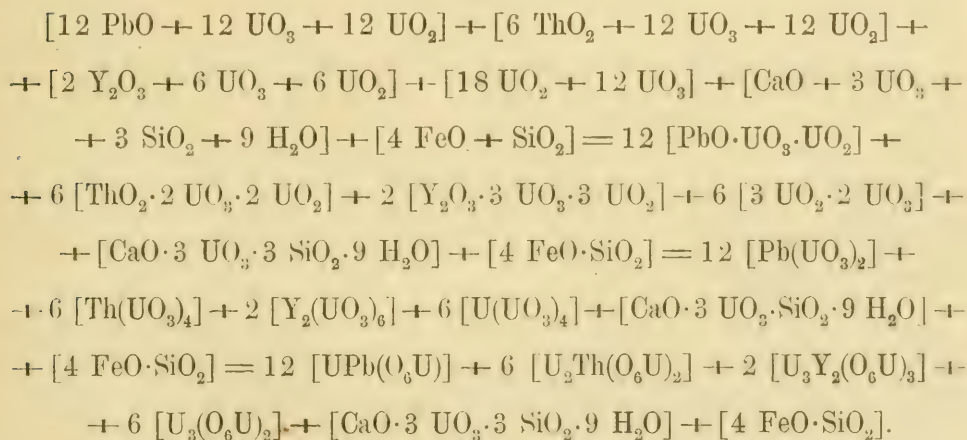 [12 PbO + 12 UO₃ + 12 UO₂] + [6 ThO₂ + 12 UO₃ + 12 UO₂] +
+ [2 Y₂O₃ + 6 UO₃ + 6 UO₂] + [18 UO₂ + 12 UO₃] + [CaO + 3 UO₃ +
+ 3 SiO₂ + 9 H₂O] + [4 FeO + SiO₂] = 12 [PbO·UO₃·UO₂] +
+ 6 [ThO₂·2 UO₃·2 UO₂] + 2 [Y₂O₃·3 UO₃·3 UO₂] + 6 [3 UO₂·2 UO₃] +
+ [CaO·3 UO₃·3 SiO₂·9 H₂O] + [4 FeO·SiO₂] = 12 [Pb(UO₃)₂] +
+ 6 [Th(UO₃)₄] + 2 [Y₂(UO₃)₆] + 6 [U(UO₃)₄] + [CaO·3 UO₃·SiO₂·9 H₂O] +
+ [4 FeO·SiO₂] = 12 [UPb(O₆U)] + 6 [U₂Th(O₆U)₂] + 2 [U₃Y₂(O₆U)₃] +
+ 6 [U₃(O₆U)₂] + [CaO·3 UO₃·3 SiO₂·9 H₂O] + [4 FeO·SiO₂].